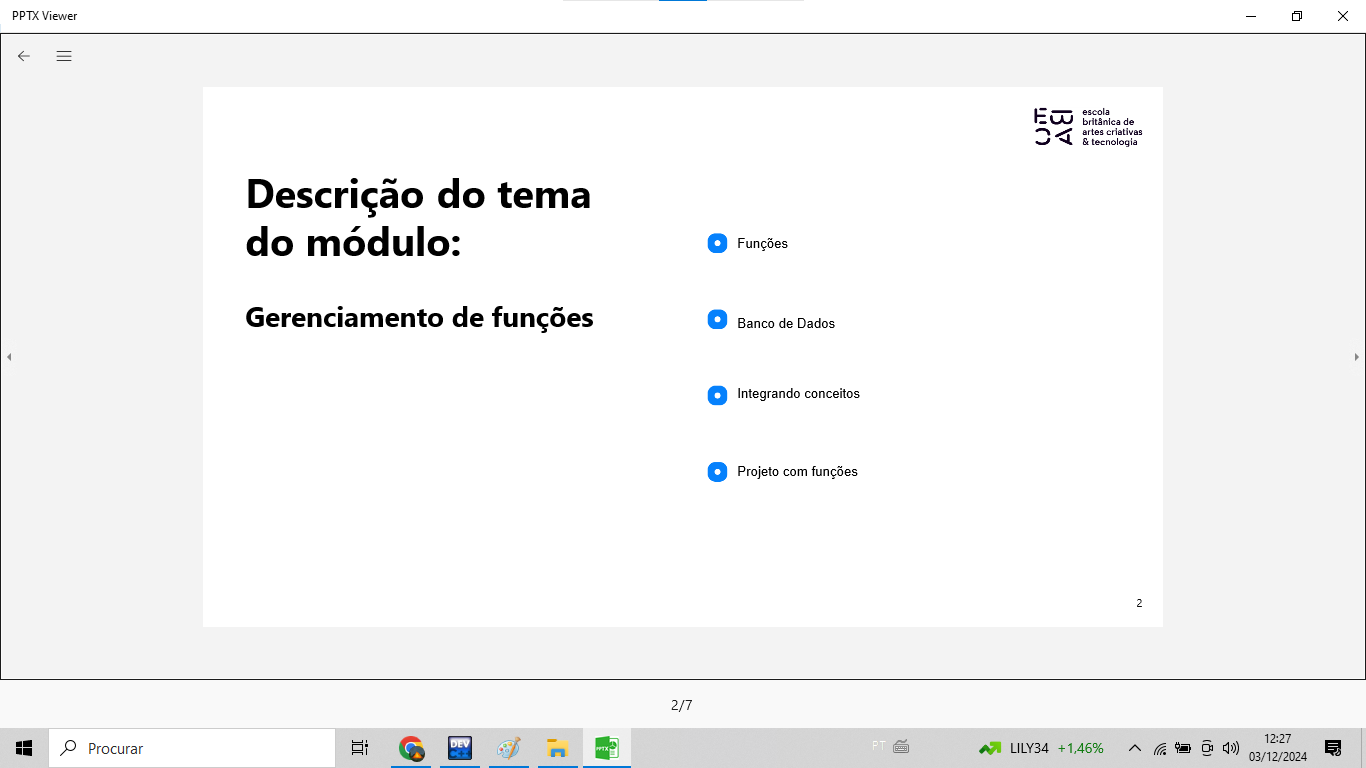 PPTX Viewer
escola
britânica de
artes criativas
& tecnologia
Descrição do tema
do módulo:
Gerenciamento de funções
Funções
Banco de Dados
Integrando conceitos
Projeto com funções
2
2/7
Procurar
DEV
PPTX
PT
LILY34 +1,46%
12:27
03/12/2024